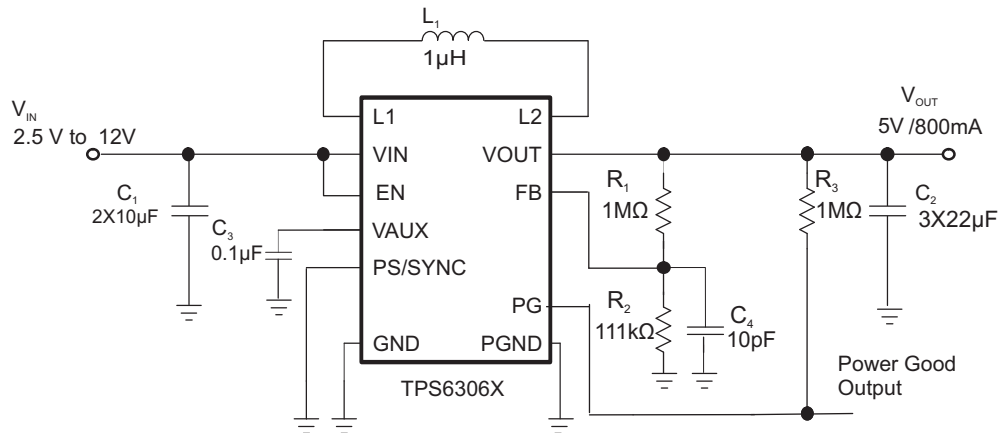 L1
1µH
VIN
2.5 V to 12V
VOUT
5V /800mA
L1
L2
VIN
VOUT
EN
FB
VAUX
PS/SYNC
PG
GND
PGND
C1
2X10µF
C3
0.1µF
R1
1MΩ
R3
1MΩ
C2
3X22µF
R2
111kΩ
C4
10pF
Power Good
Output
TPS6306X